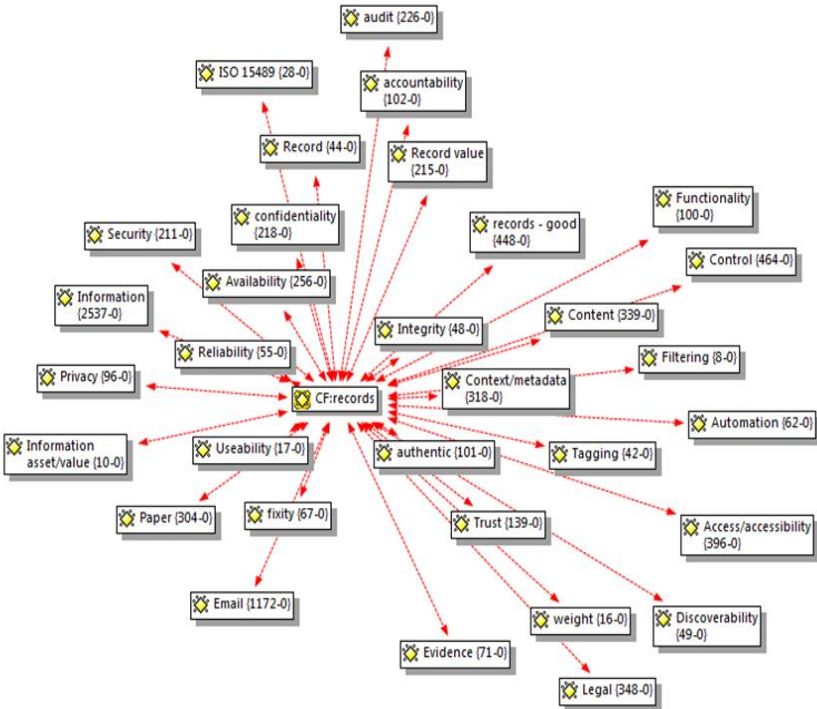 audit {226-0}
ISO 15489 {28-0}
accountability
{102-0}
Record {44-0}
Record value
{215-0}
Functionality
{100-0}
confidentiality
{218-0}
records - good
{448-0}
Security {211-0}
Control {464-0}
Availability {256-0}
Information
{2537-0}
Content {339-0}
Integrity {48-0}
Reliability {55-0}
Filtering {8-0}
Privacy {96-0}
Context/metadata
{318-0}
CF:records
Automation {62-0}
Information
asset/value {10-0}
Useability {17-0}
authentic {101-0}
Tagging {42-0}
Paper {304-0}
fixity {67-0}
Trust {139-0}
Access/accessibility
{396-0}
Email {1172-0}
weight {16-0}
Discoverability
{49-0}
Evidence {71-0}
Legal {348-0}